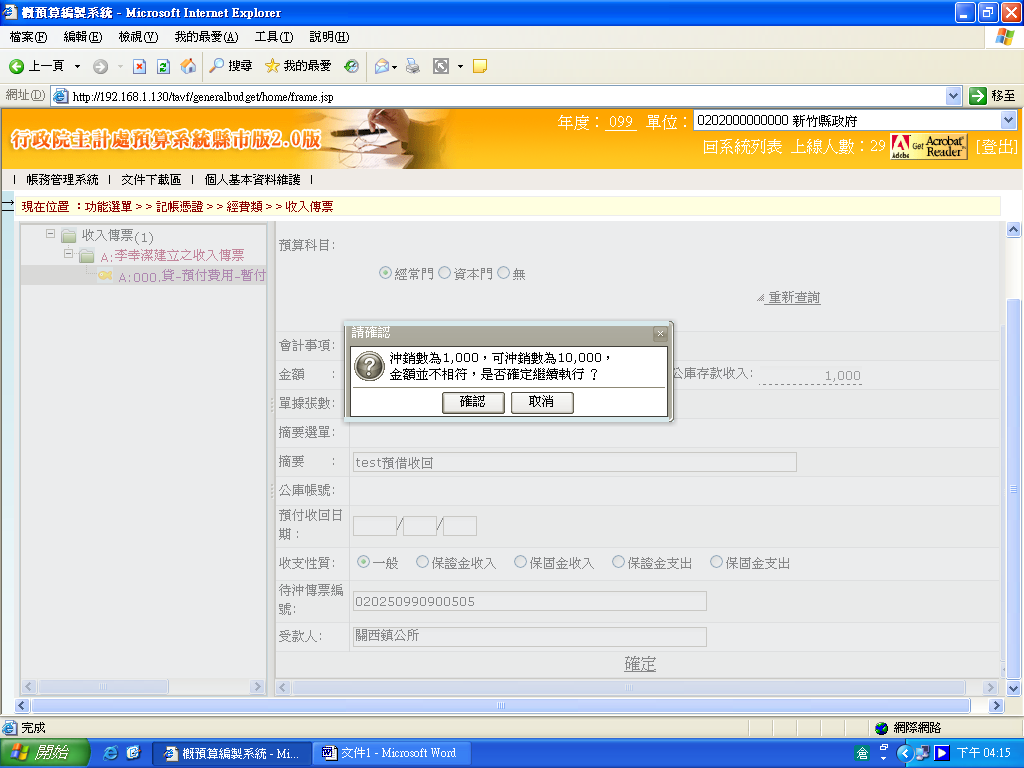 概預算編製系統 - Microsoft Internet Explorer
檔案(F) 編輯(E) 檢視(V) 我的最愛(A) 工具(T) 說明(H)
上一頁 搜尋 我的最愛
網址(D) http://192.168.1.130/tavf/generalbudget/home/frame.jsp 移至
行政院主計處預算系統縣市版2.0版
年度： 099 單位： 0202000000000 新竹縣政府
回系統列表 上線人數：29 Get Acrobat Reader Adobe [登出]
| 帳務管理系統 | 文件下載區 | 個人基本資料維護 |
現在位置 ：功能選單 > > 記帳憑證 > > 經費類 > > 收入傳票
收入傳票(1)
A:李幸潔建立之收入傳票
A:000.貸-預付費用-暫付
預算科目:
經常門 資本門 無
重新查詢
請確認
沖銷數為1,000，可沖銷數為10,000，
金額並不相符，是否確定繼續執行 ？
確認 取消
會計事項:
金額 :
公庫存款收入: 1,000
單據張數:
摘要選單:
摘要 : test預借收回
公庫帳號:
預付收回日期： / /
收支性質: 一般 保證金收入 保固金收入 保證金支出 保固金支出
待沖傳票編號: 020250990900505
受款人: 關西鎮公所
確定
完成 網際網路
開始 概預算編製系統 - Mi... 文件1 - Microsoft Word 倉 下午 04:15